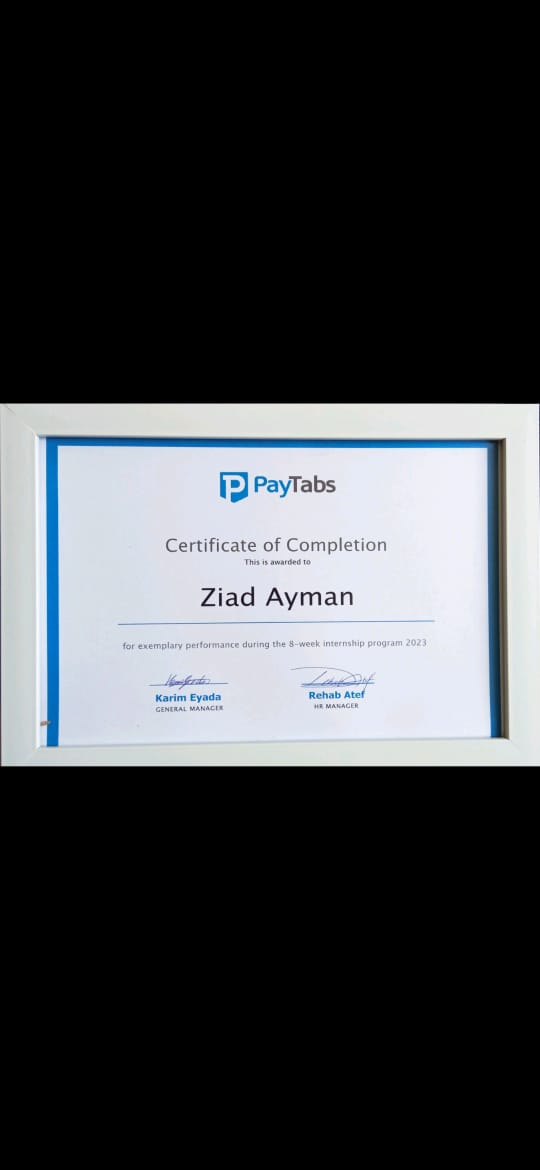 PayTabs
Certificate of Completion
This is awarded to
Ziad Ayman
for exemplary performance during the 8-week internship program 2023
Karim Eyada
GENERAL MANAGER
Rehab Atef
HR MANAGER